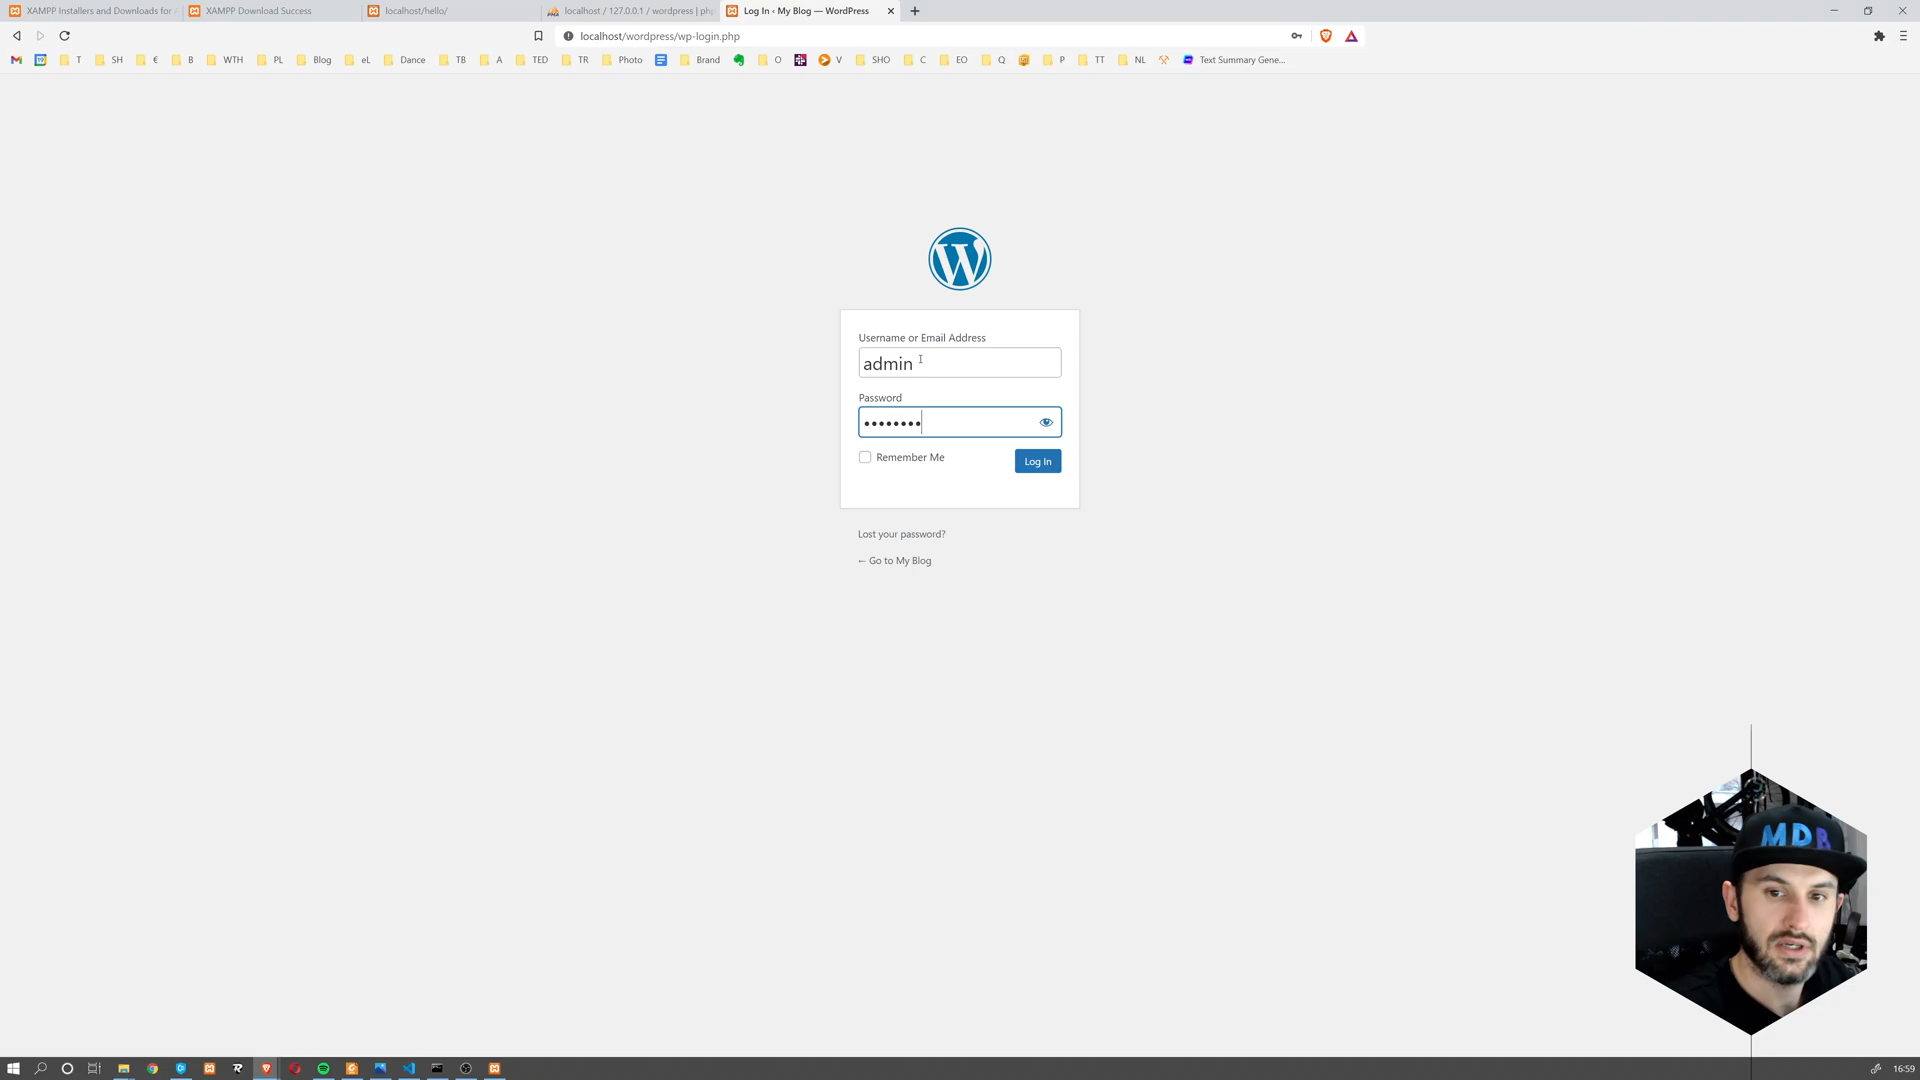 XAMPP Installers and Downloads for
XAMPP Download Success
localhost/hello/
localhost / 127.0.0.1 / wordpress | php
Log In ‹ My Blog — WordPress
localhost/wordpress/wp-login.php
T
SH
€
B
WTH
PL
Blog
eL
Dance
TB
A
TED
TR
Photo
Brand
O
V
SHO
C
EO
Q
P
TT
NL
Text Summary Gene...
Username or Email Address
admin
Password
Remember Me
Log In
Lost your password?
← Go to My Blog
MDB
16:59